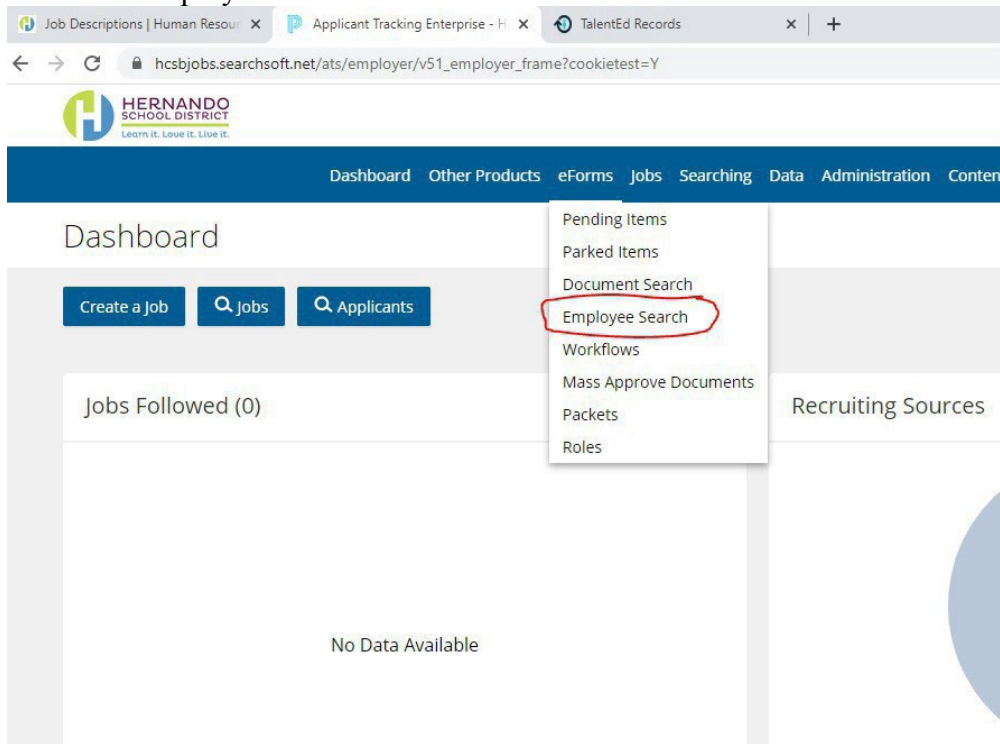 Job Descriptions | Human Resour
Applicant Tracking Enterprise - H
TalentEd Records
hcsbjobs.searchsoft.net/ats/employer/v51_employer_frame?cookietest=Y
HERNANDO
SCHOOL DISTRICT
Learn it. Love it. Live it.
Dashboard Other Products eForms Jobs Searching Data Administration Conten
Dashboard
Pending Items
Parked Items
Document Search
Employee Search
Workflows
Mass Approve Documents
Packets
Roles
Create a Job
Jobs
Applicants
Jobs Followed (0)
Recruiting Sources
No Data Available